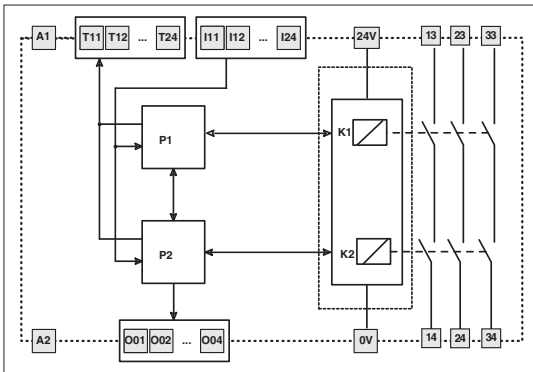 A1 T11 T12 ... T24 I11 I12 ... I24 24V 13 23 33
P1 K1
P2 K2
A2 O01 O02 ... O04 0V 14 24 34